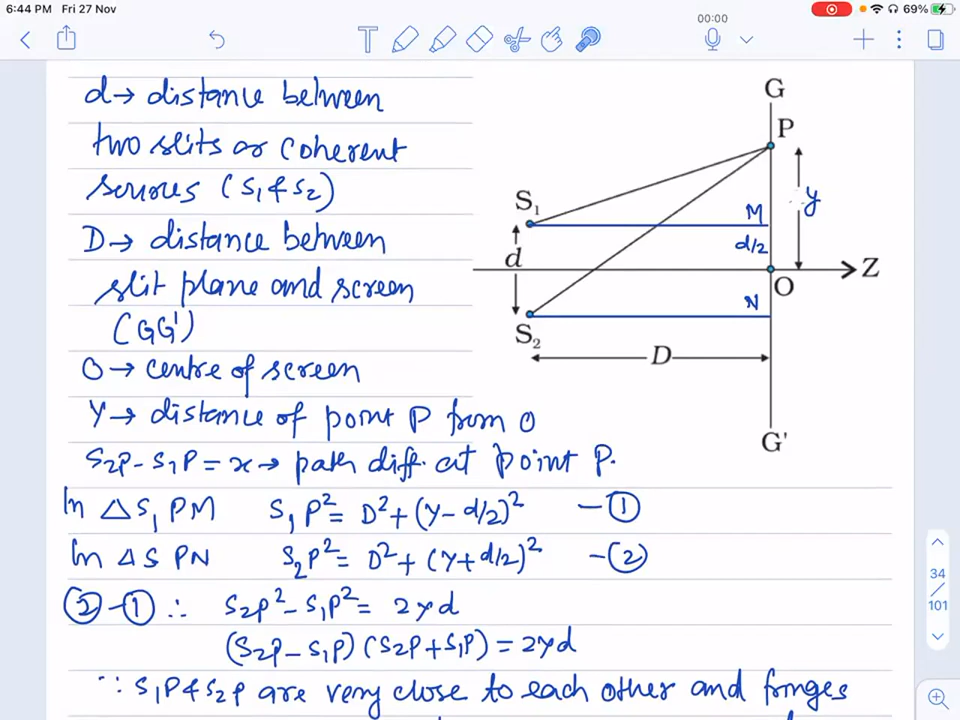 6:44 PM Fri 27 Nov
69%
00:00
T
d→ distance between
two slits or coherent
sources (S1 & S2)
D→ distance between
slit plane and screen
(GG')
O→ centre of screen
Y→ distance of point P from O
S2P - S1P = x→ path diff. at point P.
In △S1PM S1P² = D² + (y - d/2)² -①
In △S PN S2P² = D² + (y + d/2)² -②
②-① ∴ S2P² - S1P² = 2yd
(S2P - S1P) (S2P + S1P) = 2yd
∵ S1P & S2P are very close to each other and fringes
G
P
y
S1
M
d/2
d
Z
O
N
S2
D
G'
34
/
101